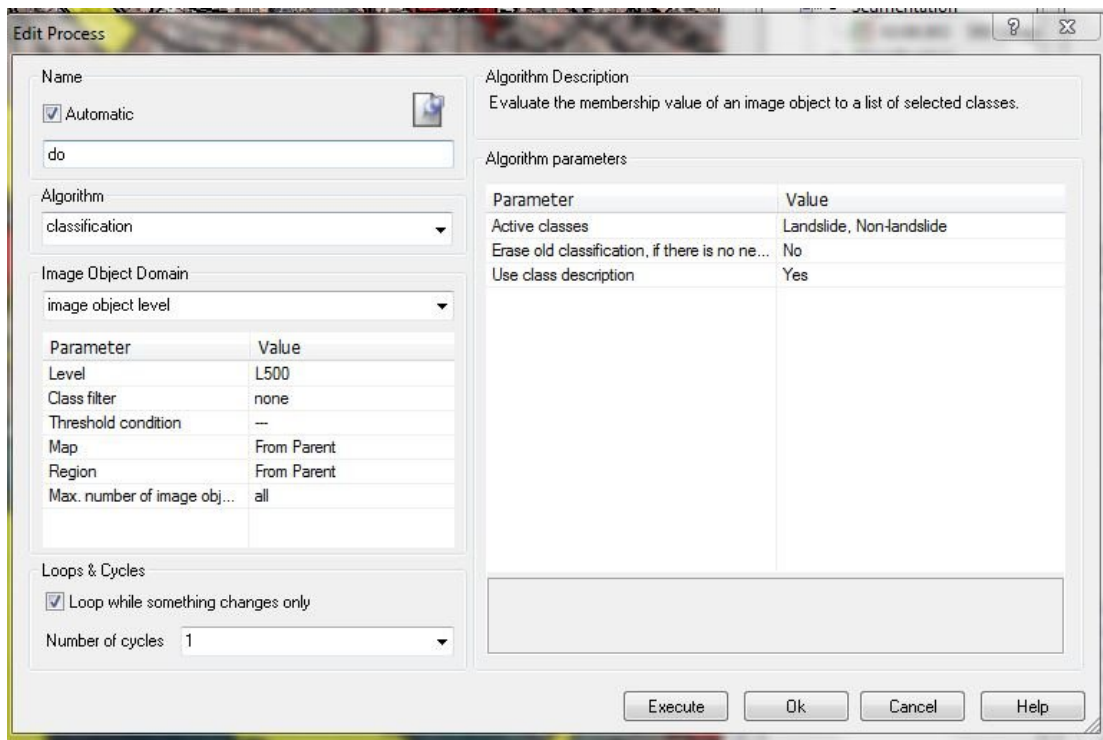 Segmentation
Edit Process
Name
Automatic
do
Algorithm
classification
Image Object Domain
image object level
Parameter Value
Level L500
Class filter none
Threshold condition ---
Map From Parent
Region From Parent
Max. number of image obj... all
Loops & Cycles
Loop while something changes only
Number of cycles 1
Algorithm Description
Evaluate the membership value of an image object to a list of selected classes.
Algorithm parameters
Parameter Value
Active classes Landslide, Non-landslide
Erase old classification, if there is no ne... No
Use class description Yes
Execute Ok Cancel Help